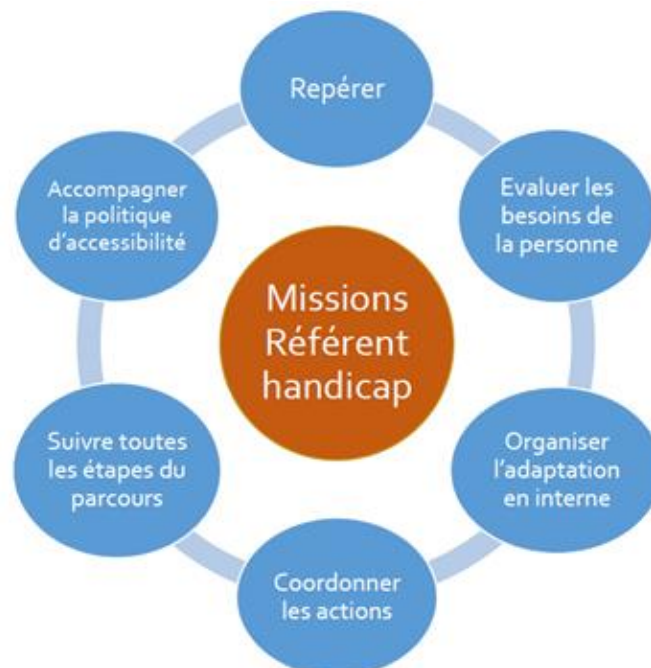 Repérer
Evaluer les
besoins de
la personne
Organiser
l'adaptation
en interne
Coordonner
les actions
Suivre toutes
les étapes du
parcours
Accompagner
la politique
d'accessibilité
Missions
Référent
handicap